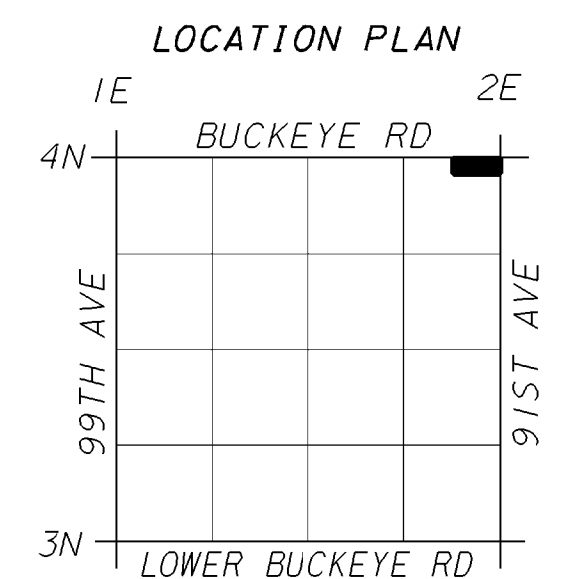 LOCATION PLAN
1E
2E
BUCKEYE RD
4N
99TH AVE
91ST AVE
3N
LOWER BUCKEYE RD